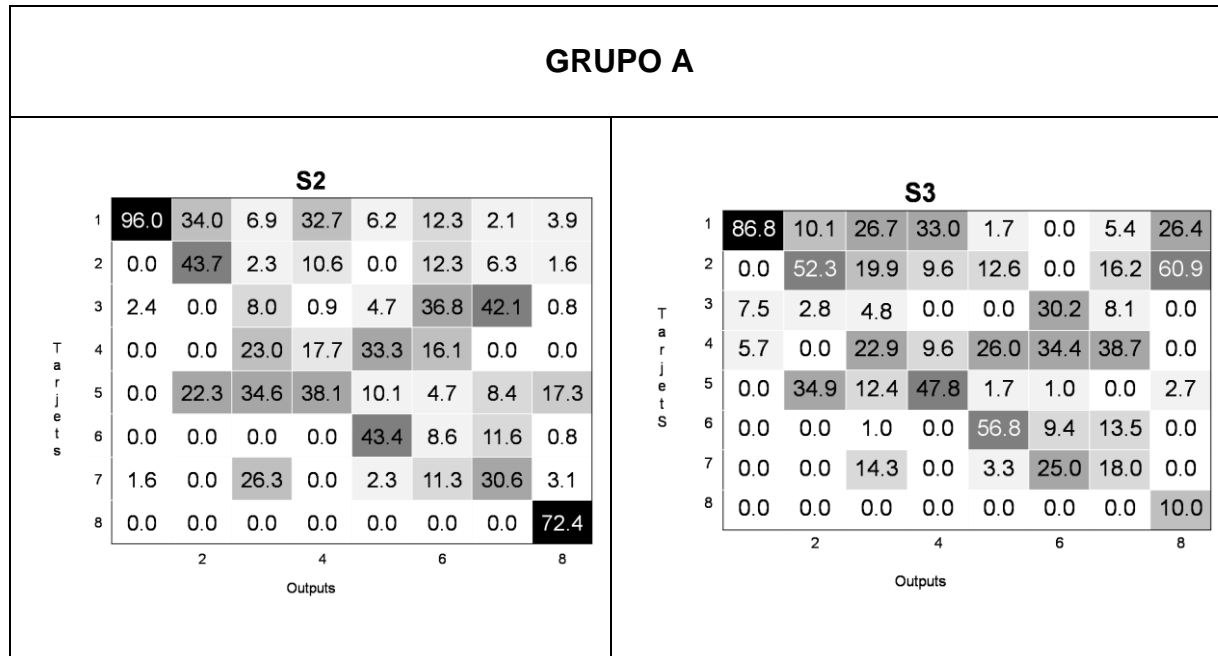 GRUPO A
S2
1 96.0 34.0 6.9 32.7 6.2 12.3 2.1 3.9
2 0.0 43.7 2.3 10.6 0.0 12.3 6.3 1.6
3 2.4 0.0 8.0 0.9 4.7 36.8 42.1 0.8
4 0.0 0.0 23.0 17.7 33.3 16.1 0.0 0.0
5 0.0 22.3 34.6 38.1 10.1 4.7 8.4 17.3
6 0.0 0.0 0.0 0.0 43.4 8.6 11.6 0.8
7 1.6 0.0 26.3 0.0 2.3 11.3 30.6 3.1
8 0.0 0.0 0.0 0.0 0.0 0.0 0.0 72.4
2 4 6 8
Outputs
Tarjets
S3
1 86.8 10.1 26.7 33.0 1.7 0.0 5.4 26.4
2 0.0 52.3 19.9 9.6 12.6 0.0 16.2 60.9
3 7.5 2.8 4.8 0.0 0.0 30.2 8.1 0.0
4 5.7 0.0 22.9 9.6 26.0 34.4 38.7 0.0
5 0.0 34.9 12.4 47.8 1.7 1.0 0.0 2.7
6 0.0 0.0 1.0 0.0 56.8 9.4 13.5 0.0
7 0.0 0.0 14.3 0.0 3.3 25.0 18.0 0.0
8 0.0 0.0 0.0 0.0 0.0 0.0 0.0 10.0
2 4 6 8
Outputs
TarjetS